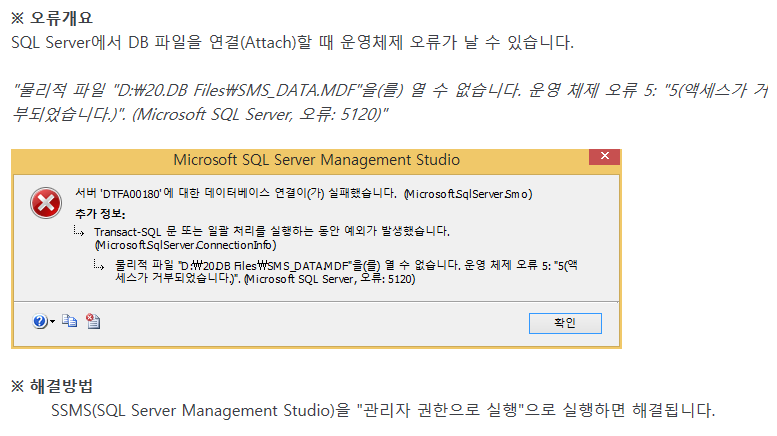 ※ 오류개요
SQL Server에서 DB 파일을 연결(Attach)할 때 운영체제 오류가 날 수 있습니다.
"물리적 파일 "D:\20.DB Files\SMS_DATA.MDF"을(를) 열 수 없습니다. 운영 체제 오류 5: "5(액세스가 거
부되었습니다.)". (Microsoft SQL Server, 오류: 5120)"
Microsoft SQL Server Management Studio
서버 'DTFA00180'에 대한 데이터베이스 연결이(가) 실패했습니다. (Microsoft.SqlServer.Smo)
추가 정보:
Transact-SQL 문 또는 일괄 처리를 실행하는 동안 예외가 발생했습니다.
(Microsoft.SqlServer.ConnectionInfo)
물리적 파일 "D:\20.DB Files\SMS_DATA.MDF"을(를) 열 수 없습니다. 운영 체제 오류 5: "5(액
세스가 거부되었습니다.)". (Microsoft SQL Server, 오류: 5120)
확인
※ 해결방법
SSMS(SQL Server Management Studio)을 "관리자 권한으로 실행"으로 실행하면 해결됩니다.